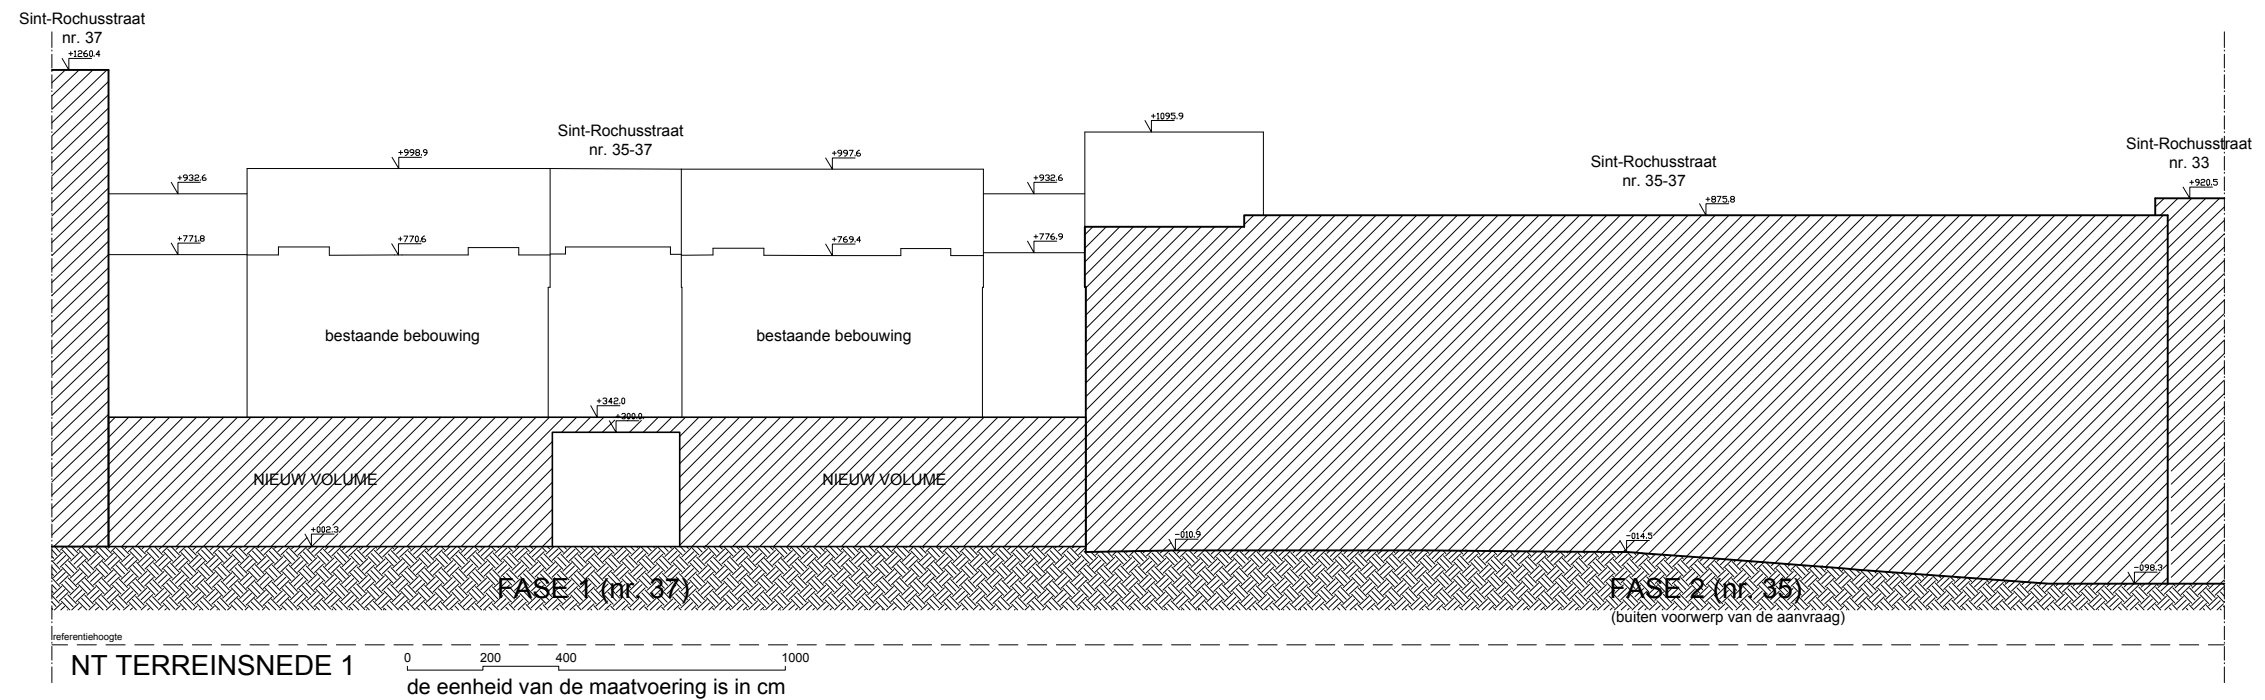 Sint-Rochusstraat
nr. 37
+1260.4
+1095.9
Sint-Rochusstraat
nr. 35-37
Sint-Rochusstraat
nr. 33
+998.9
+997.6
Sint-Rochusstraat
nr. 35-37
+932.6
+932.6
+920.5
+875.8
+771.8
+770.6
+769.4
+776.9
bestaande bebouwing
bestaande bebouwing
+342.0
+300.0
NIEUW VOLUME
NIEUW VOLUME
+002.3
-010.9
-014.5
-098.3
FASE 1 (nr. 37)
FASE 2 (nr. 35)
(buiten voorwerp van de aanvraag)
referentiehoogte
NT TERREINSNEDE 1
0 200 400 1000
de eenheid van de maatvoering is in cm